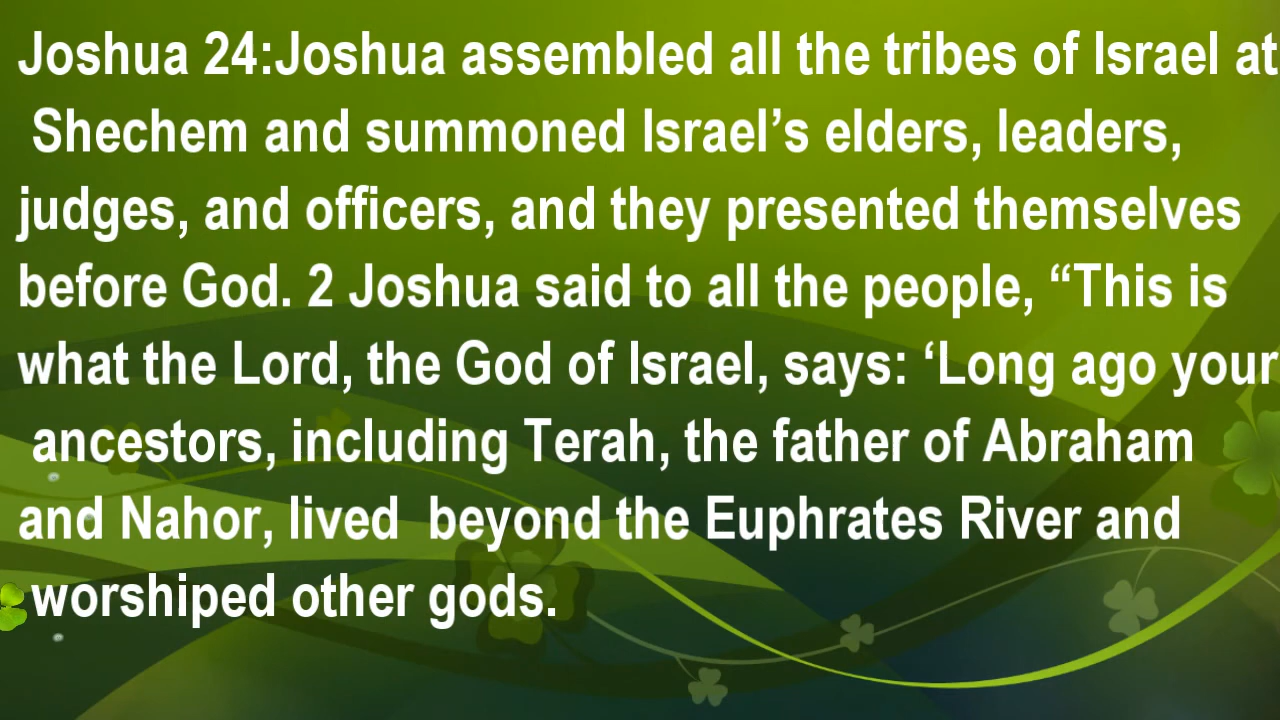 Joshua 24:Joshua assembled all the tribes of Israel at
Shechem and summoned Israel’s elders, leaders,
judges, and officers, and they presented themselves
before God. 2 Joshua said to all the people, “This is
what the Lord, the God of Israel, says: ‘Long ago your
ancestors, including Terah, the father of Abraham
and Nahor, lived  beyond the Euphrates River and
worshiped other gods.